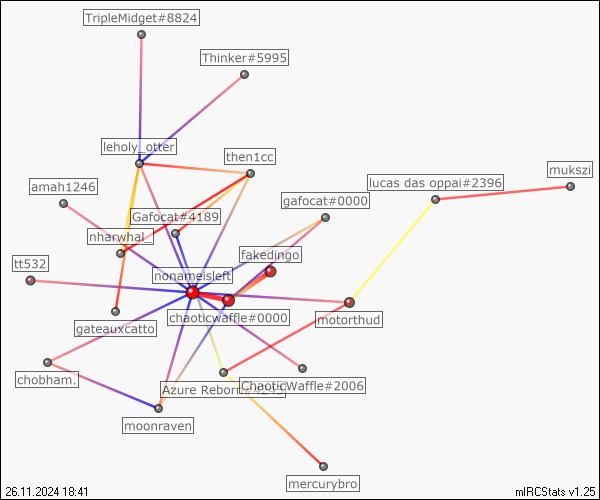 TripleMidget#8824
Thinker#5995
leholy_otter
then1cc
mukszi
lucas das oppai#2396
amah1246
gafocat#0000
Gafocat#4189
nharwhal_
fakedingo
tt532
nonameisleft
chaoticwaffle#0000
motorthud
gateauxcatto
chobham.
Azure Reborn
ChaoticWaffle#2006
moonraven
mercurybro
26.11.2024 18:41
mIRCStats v1.25